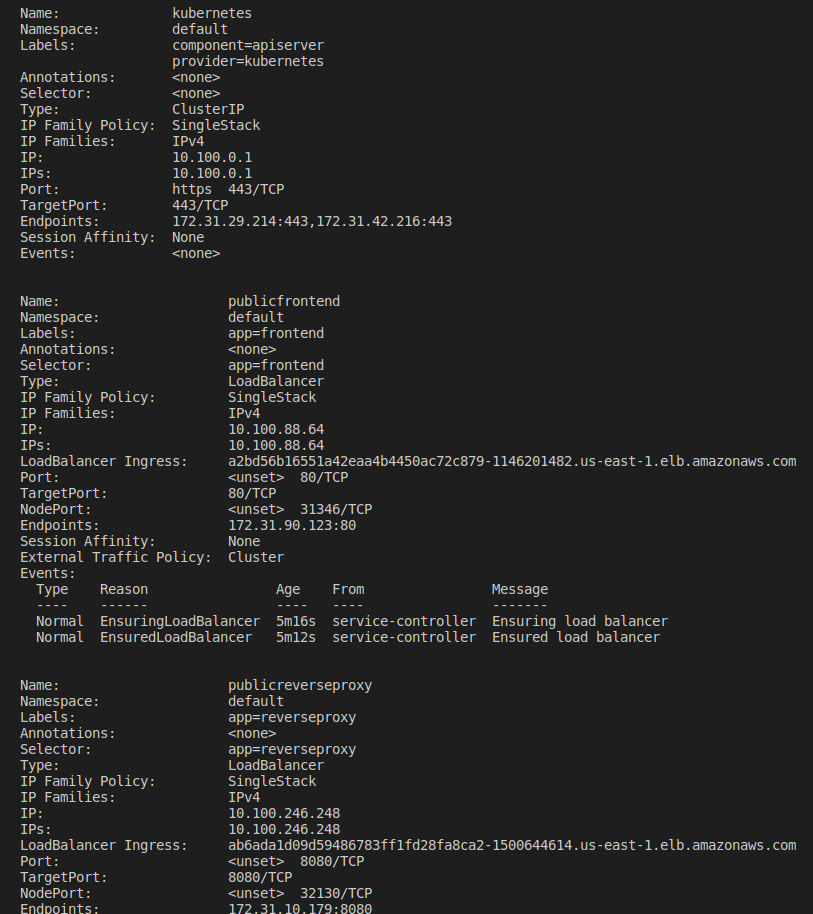 Name:              kubernetes
Namespace:         default
Labels:            component=apiserver
                   provider=kubernetes
Annotations:       <none>
Selector:          <none>
Type:              ClusterIP
IP Family Policy:  SingleStack
IP Families:       IPv4
IP:                10.100.0.1
IPs:               10.100.0.1
Port:              https  443/TCP
TargetPort:        443/TCP
Endpoints:         172.31.29.214:443,172.31.42.216:443
Session Affinity:  None
Events:            <none>

Name:                     publicfrontend
Namespace:                default
Labels:                   app=frontend
Annotations:              <none>
Selector:                 app=frontend
Type:                     LoadBalancer
IP Family Policy:         SingleStack
IP Families:              IPv4
IP:                       10.100.88.64
IPs:                      10.100.88.64
LoadBalancer Ingress:     a2bd56b16551a42eaa4b4450ac72c879-1146201482.us-east-1.elb.amazonaws.com
Port:                     <unset>  80/TCP
TargetPort:               80/TCP
NodePort:                 <unset>  31346/TCP
Endpoints:                172.31.90.123:80
Session Affinity:         None
External Traffic Policy:  Cluster
Events:
  Type    Reason                Age    From                Message
  ----    ------                ----   ----                -------
  Normal  EnsuringLoadBalancer  5m16s  service-controller  Ensuring load balancer
  Normal  EnsuredLoadBalancer   5m12s  service-controller  Ensured load balancer

Name:                     publicreverseproxy
Namespace:                default
Labels:                   app=reverseproxy
Annotations:              <none>
Selector:                 app=reverseproxy
Type:                     LoadBalancer
IP Family Policy:         SingleStack
IP Families:              IPv4
IP:                       10.100.246.248
IPs:                      10.100.246.248
LoadBalancer Ingress:     ab6ada1d09d59486783ff1fd28fa8ca2-1500644614.us-east-1.elb.amazonaws.com
Port:                     <unset>  8080/TCP
TargetPort:               8080/TCP
NodePort:                 <unset>  32130/TCP
Endpoints:                172.31.10.179:8080